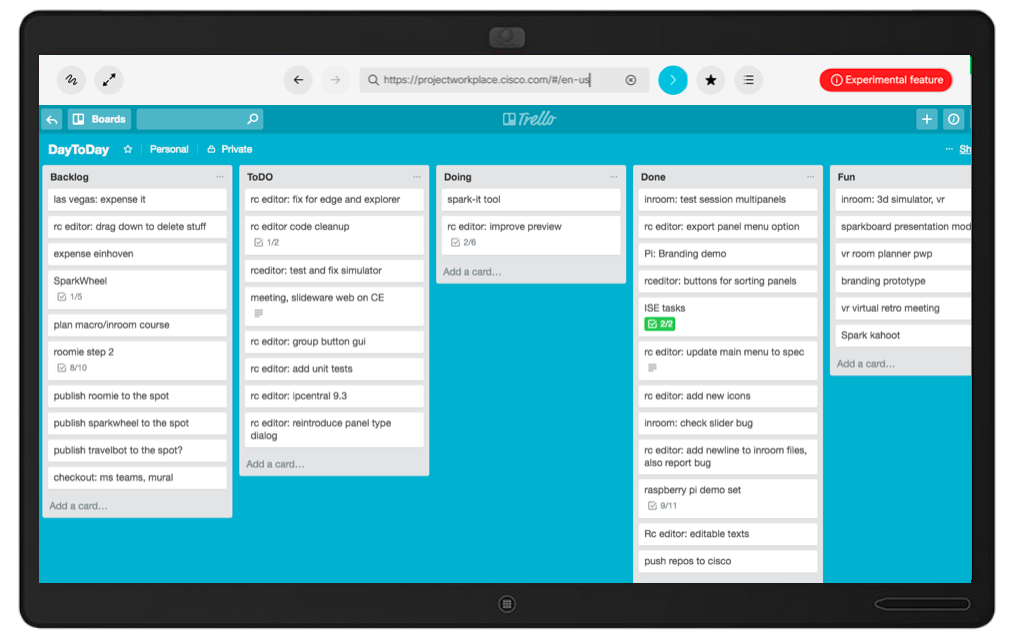 https://projectworkplace.cisco.com/#/en-us
Experimental feature
Boards
Trello
DayToDay
Personal
Private
Sh
Backlog
las vegas: expense it
rc editor: drag down to delete stuff
expense einhoven
SparkWheel
1/5
plan macro/inroom course
roomie step 2
8/10
publish roomie to the spot
publish sparkwheel to the spot
publish travelbot to the spot?
checkout: ms teams, mural
Add a card...
ToDO
rc editor: fix for edge and explorer
rc editor code cleanup
1/2
rceditor: test and fix simulator
meeting, slideware web on CE
rc editor: group button gui
rc editor: add unit tests
rc editor: ipcentral 9.3
rc editor: reintroduce panel type
dialog
Add a card...
Doing
spark-it tool
rc editor: improve preview
2/6
Add a card...
Done
inroom: test session multipanels
rc editor: export panel menu option
Pi: Branding demo
rceditor: buttons for sorting panels
ISE tasks
2/2
rc editor: update main menu to spec
rc editor: add new icons
inroom: check slider bug
rc editor: add newline to inroom files,
also report bug
raspberry pi demo set
9/11
Rc editor: editable texts
push repos to cisco
Fun
inroom: 3d simulator, vr
sparkboard presentation mod
vr room planner pwp
branding prototype
vr virtual retro meeting
Spark kahoot
Add a card...